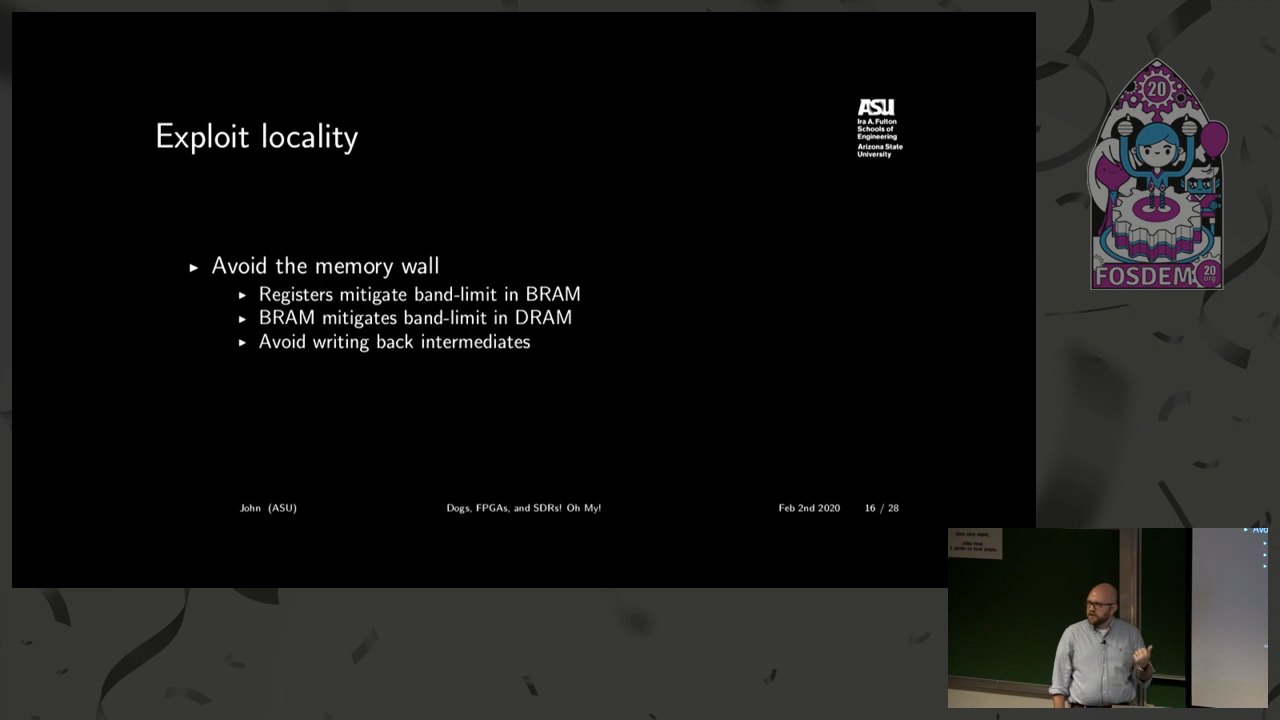 Exploit locality
ASU
Ira A. Fulton
Schools of
Engineering
Arizona State
University
▸ Avoid the memory wall
▸ Registers mitigate band-limit in BRAM
▸ BRAM mitigates band-limit in DRAM
▸ Avoid writing back intermediates
John (ASU)
Dogs, FPGAs, and SDRs! Oh My!
Feb 2nd 2020
16 / 28
20
FOSDEM
20
.org
▸ Avo